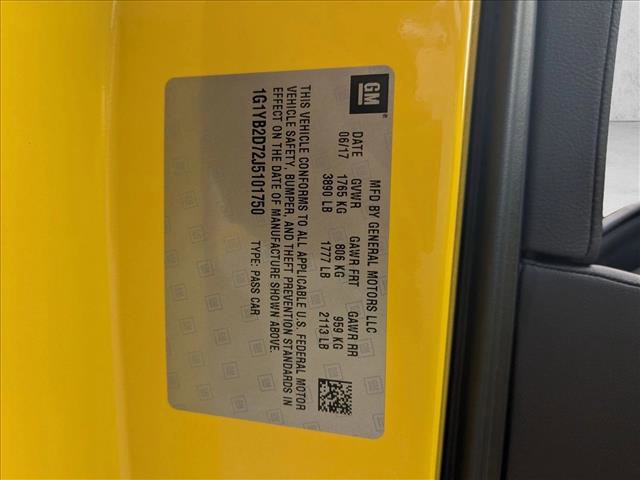 GM®
MFD BY GENERAL MOTORS LLC
DATE GVWR GAWR FRT GAWR RR
06/17 1765 KG 806 KG 959 KG
3890 LB 1777 LB 2113 LB
THIS VEHICLE CONFORMS TO ALL APPLICABLE U.S. FEDERAL MOTOR
VEHICLE SAFETY, BUMPER, AND THEFT PREVENTION STANDARDS IN
EFFECT ON THE DATE OF MANUFACTURE SHOWN ABOVE.
1G1YB2D72J5101750 TYPE: PASS CAR